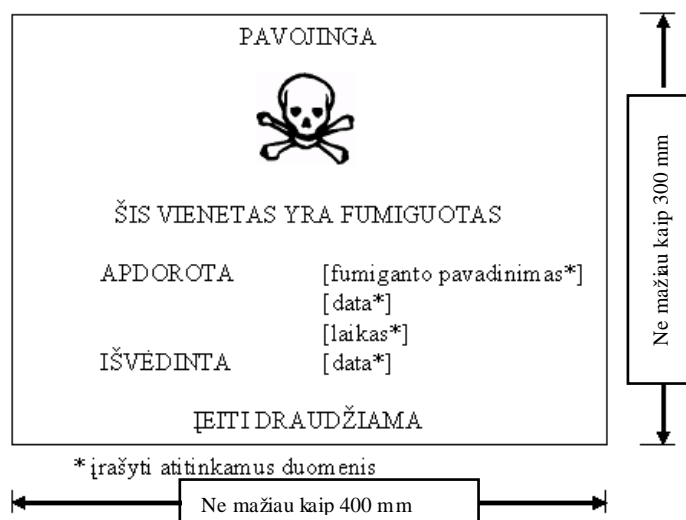 PAVOJINGA
ŠIS VIENETAS YRA FUMIGUOTAS
APDOROTA [fumiganto pavadinimas*]
[data*]
[laikas*]
IŠVĖDINTA [data*]
ĮEITI DRAUDŽIAMA
* įrašyti atitinkamus duomenis
Ne mažiau kaip 400 mm
Ne mažiau kaip 300 mm